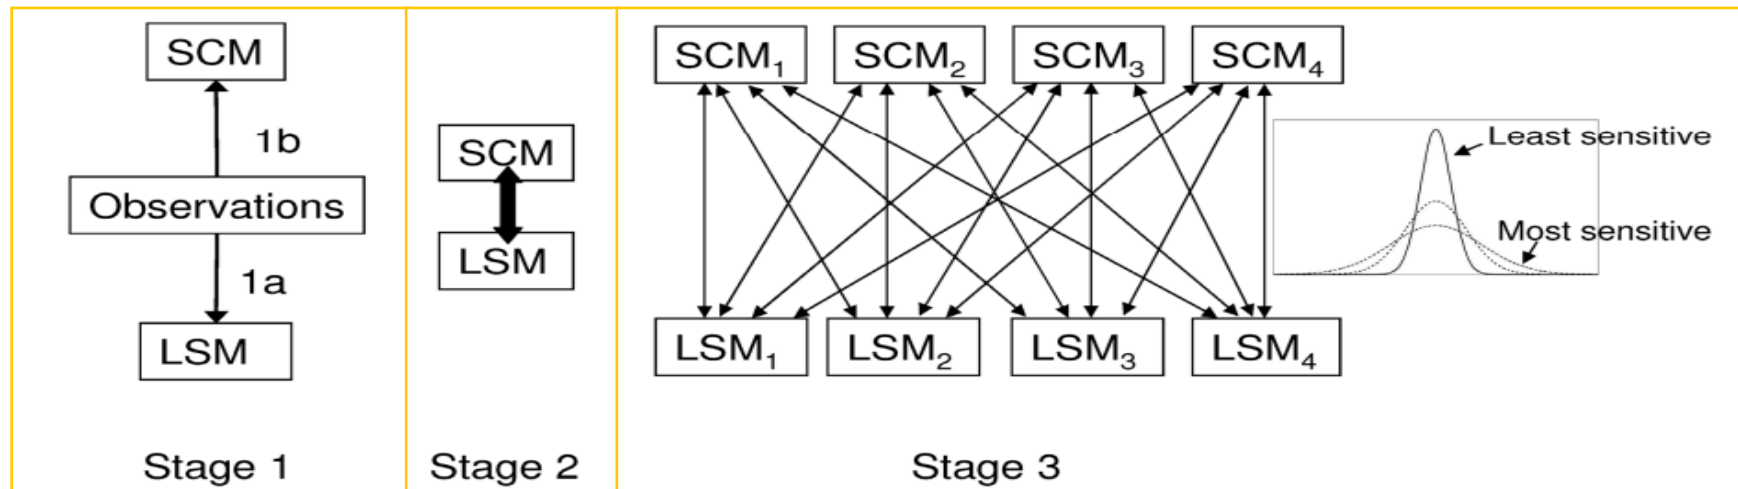 SCM
1b
Observations
1a
LSM
Stage 1
SCM
LSM
Stage 2
SCM₁ SCM₂ SCM₃ SCM₄
Least sensitive
Most sensitive
LSM₁ LSM₂ LSM₃ LSM₄
Stage 3